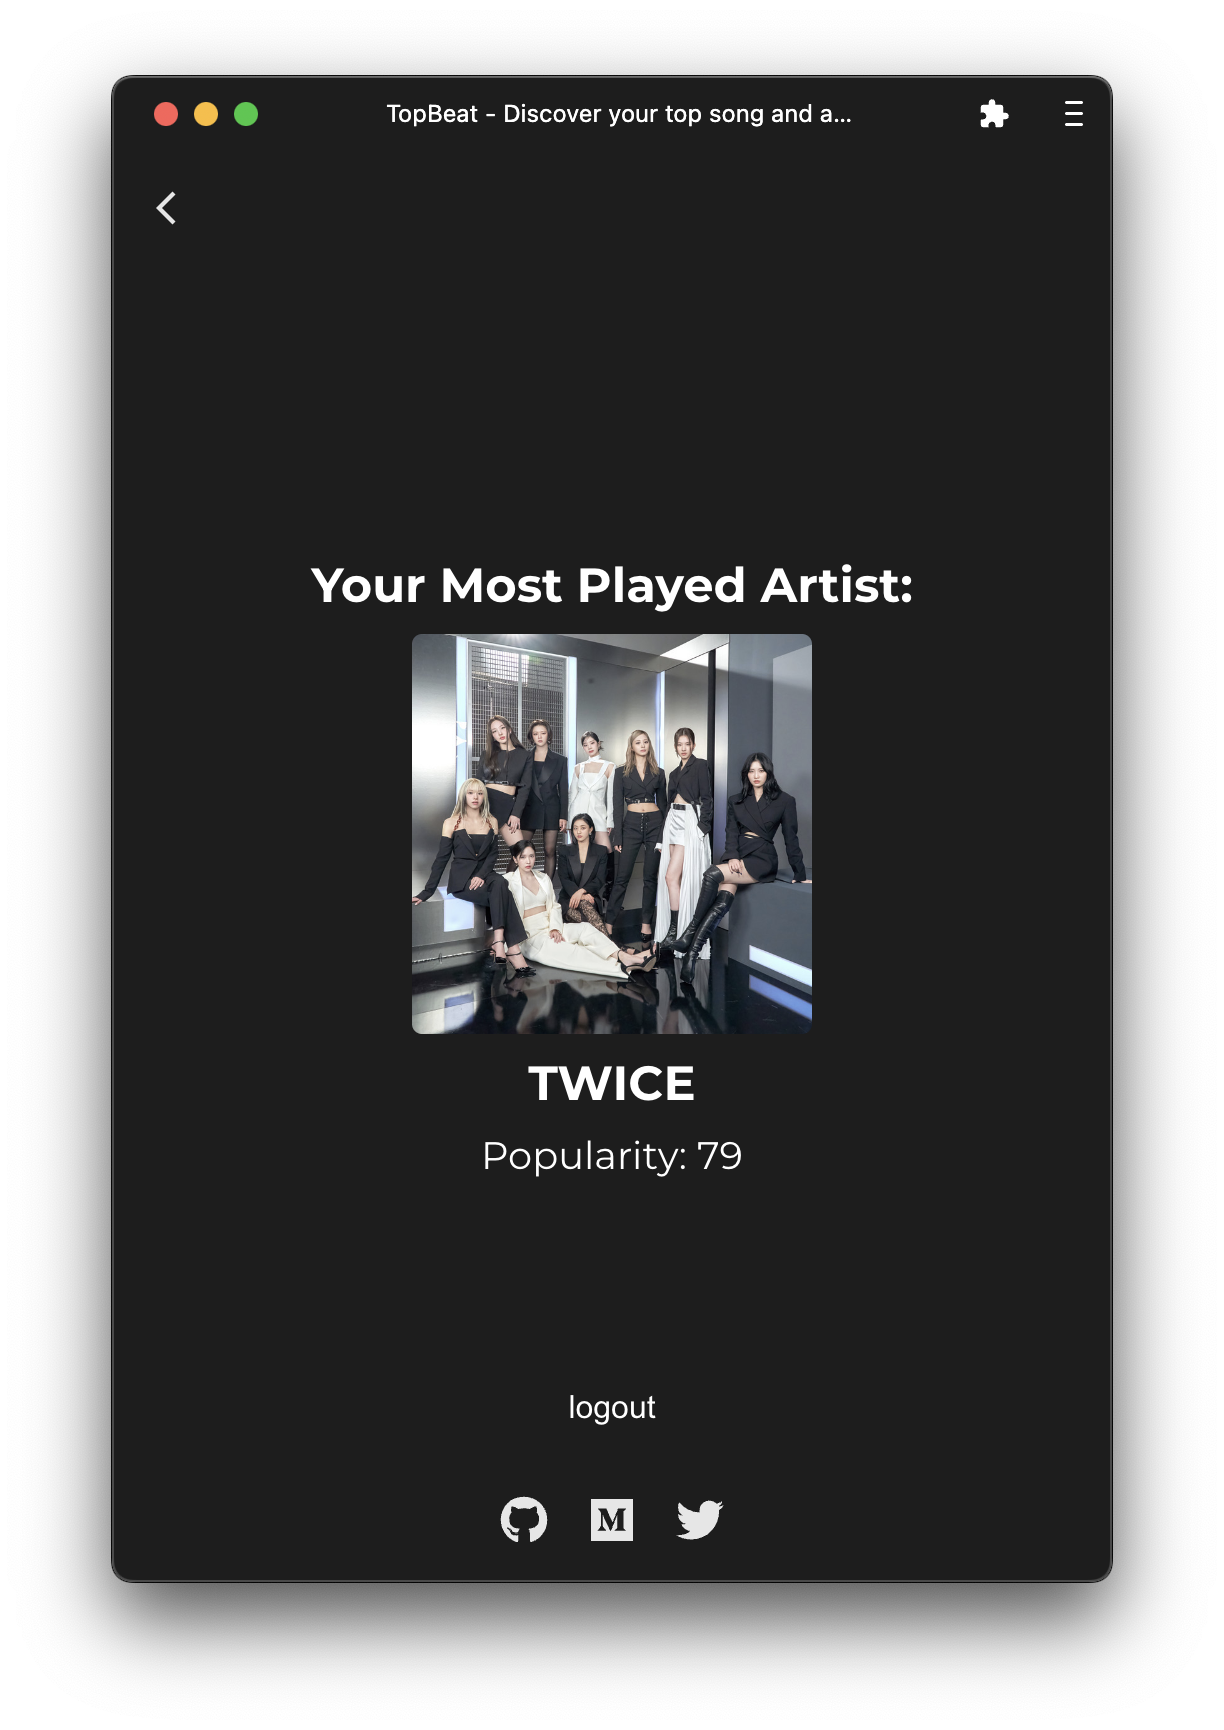 TopBeat - Discover your top song and a...
Your Most Played Artist:
TWICE
Popularity: 79
logout
M